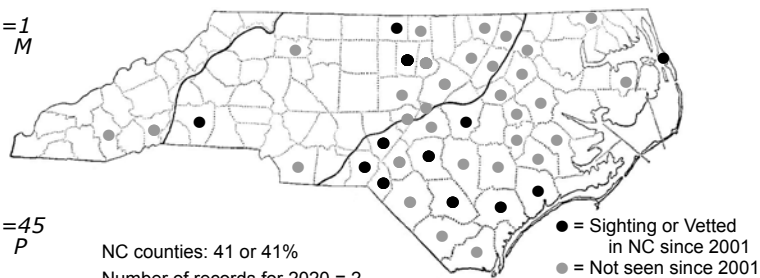 =1
M
=45
P
NC counties: 41 or 41%
Number of records for 2020 = 2
● = Sighting or Vetted
in NC since 2001
● = Not seen since 2001